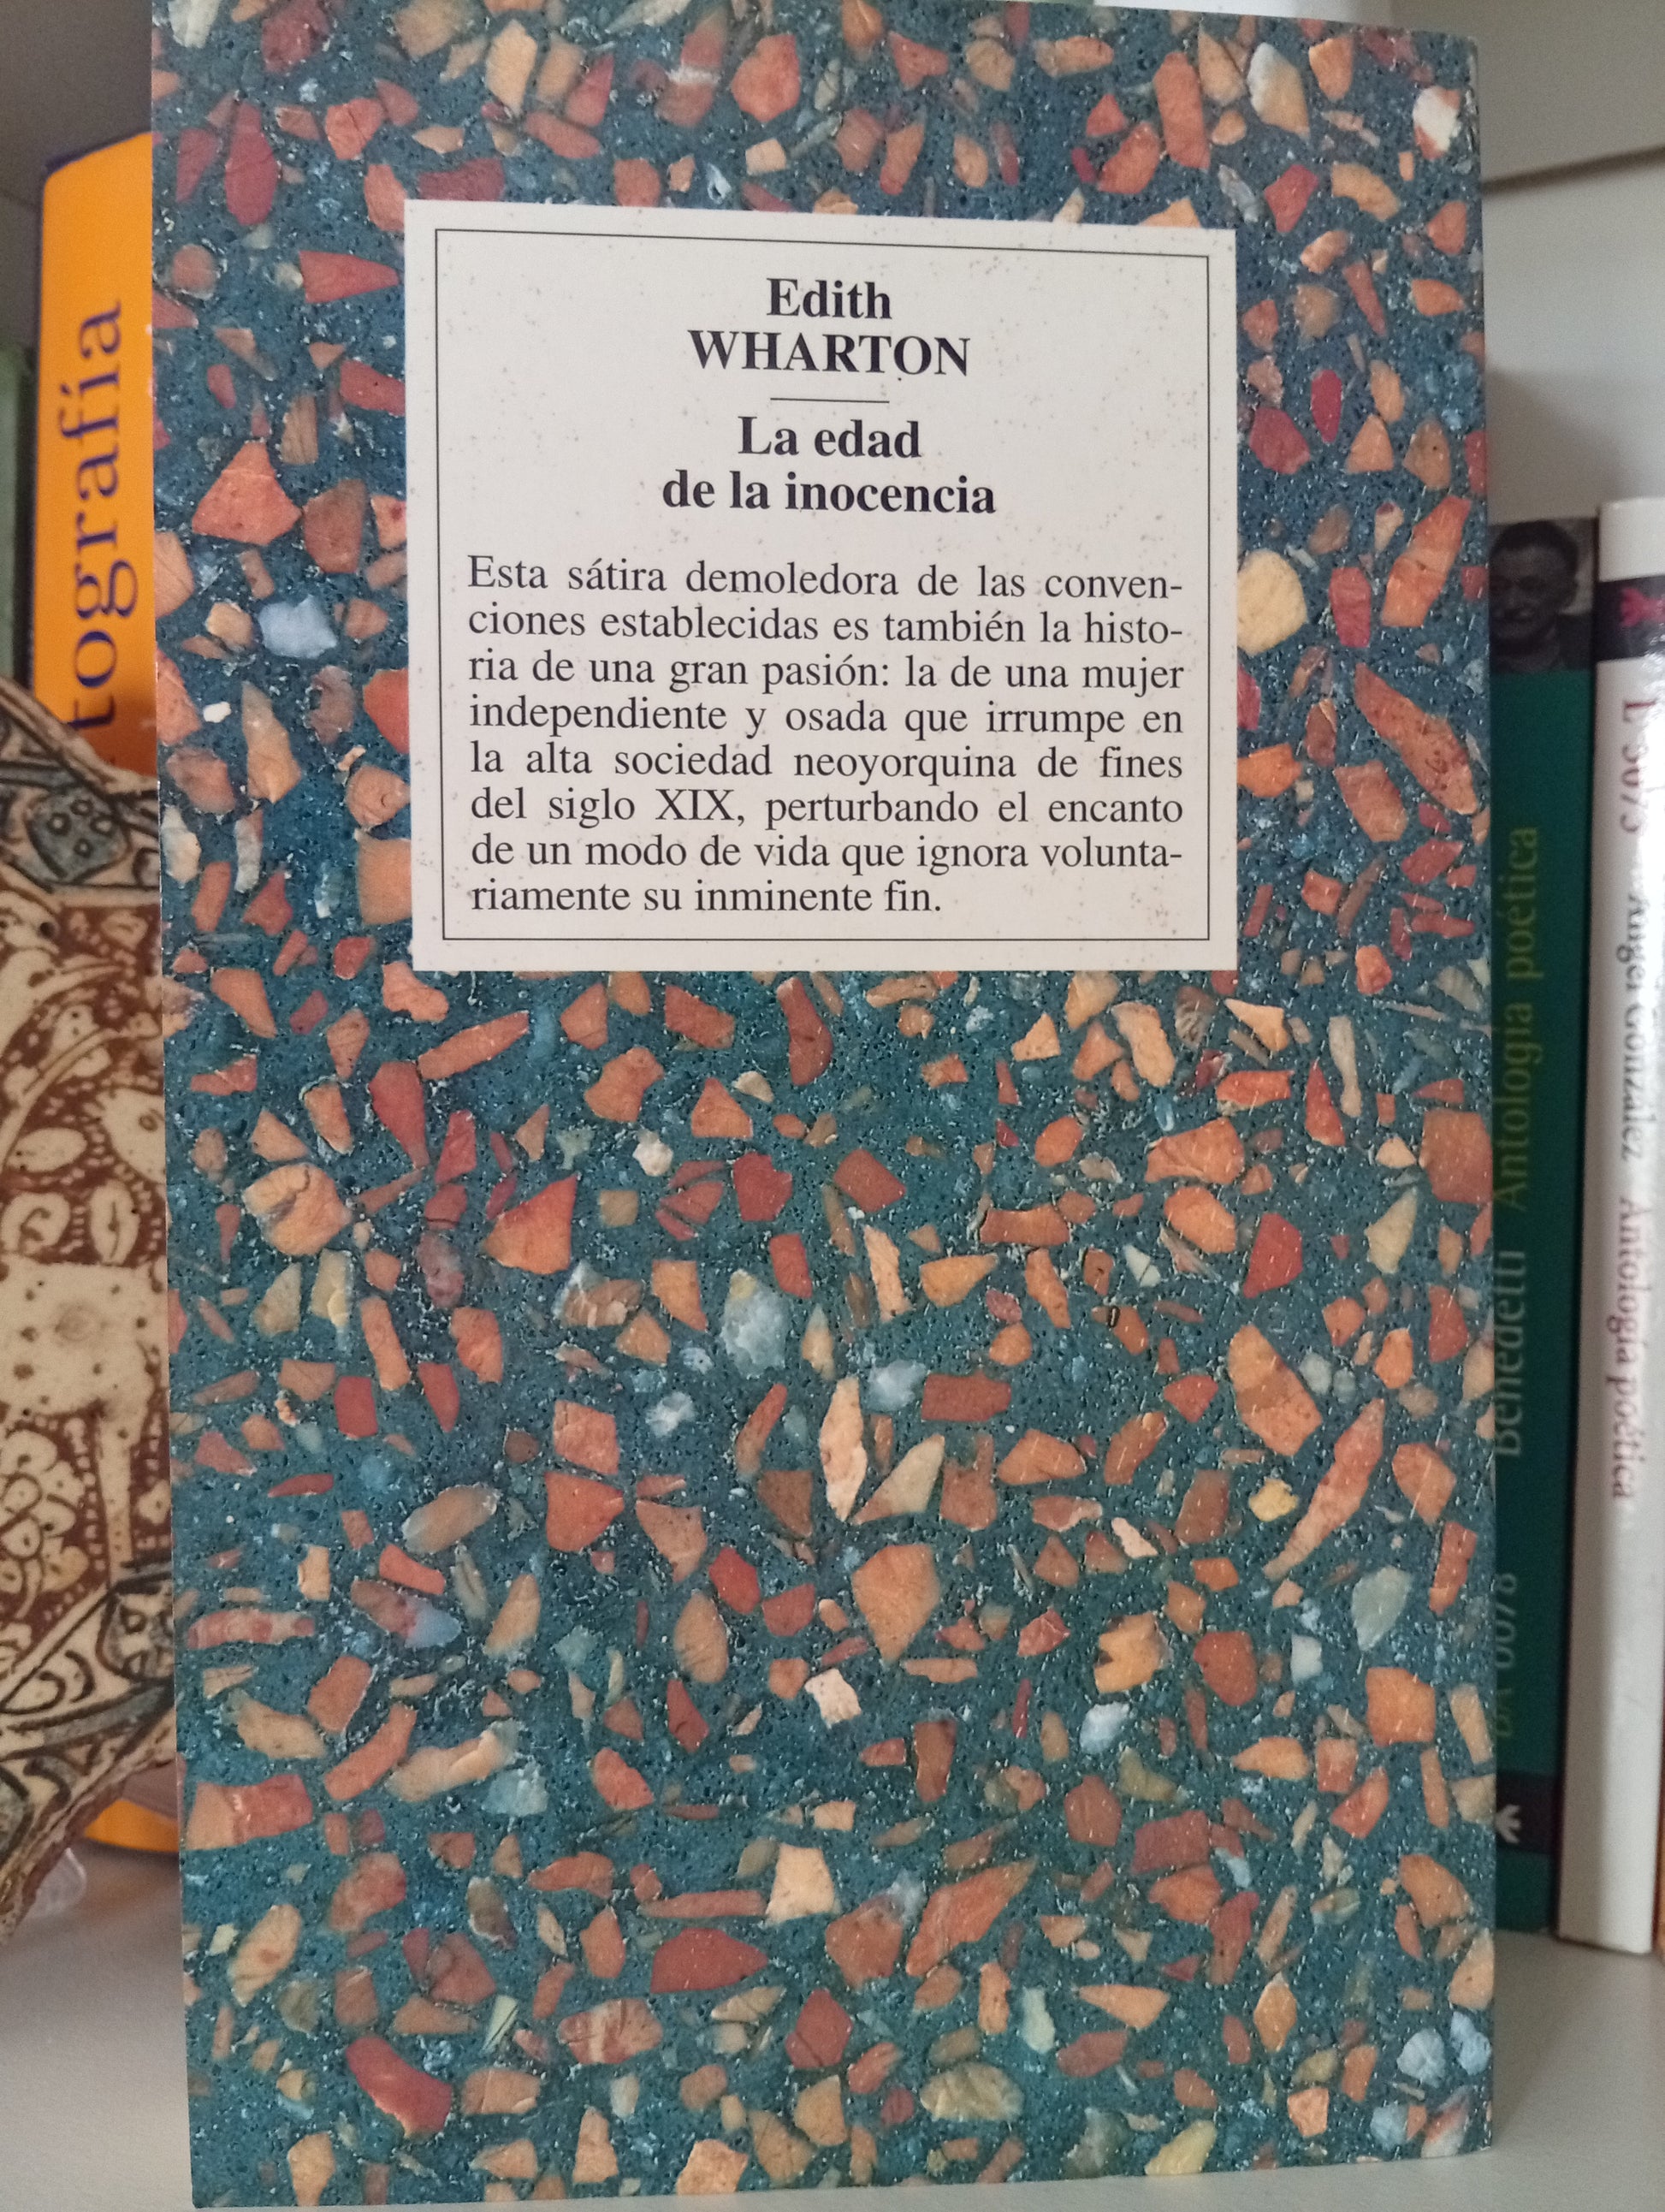 Edith
WHARTON
La edad
de la inocencia
Esta sátira demoledora de las conven-
ciones establecidas es también la histo-
ria de una gran pasión: la de una mujer
independiente y osada que irrumpe en
la alta sociedad neoyorquina de fines
del siglo XIX, perturbando el encanto
de un modo de vida que ignora volunta-
riamente su inminente fin.
tografía
Benedetti Antología poética
Ángel González Antología poética